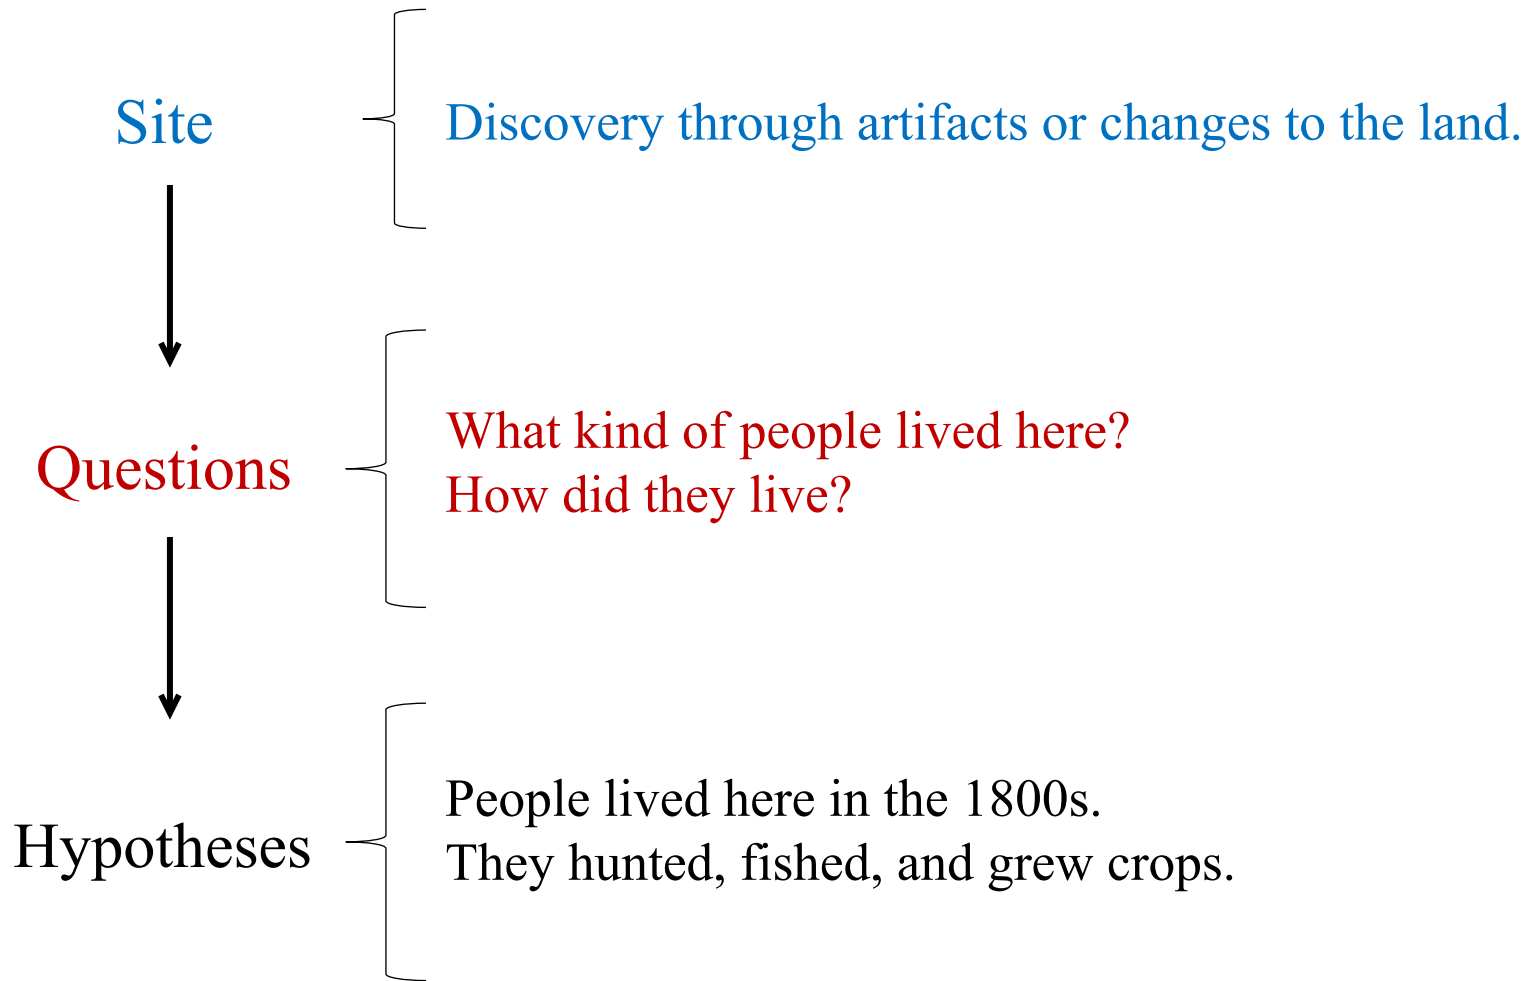 Site
Discovery through artifacts or changes to the land.
Questions
What kind of people lived here?
How did they live?
Hypotheses
People lived here in the 1800s.
They hunted, fished, and grew crops.